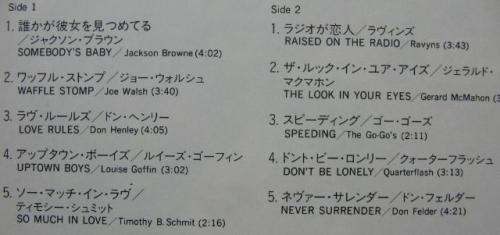 Side 1
1. 誰かが彼女を見つめてる
／ジャクソン・ブラウン
SOMEBODY'S BABY／Jackson Browne (4:02)
2. ワッフル・ストンプ／ジョー・ウォルシュ
WAFFLE STOMP／Joe Walsh (3:40)
3. ラヴ・ルールズ／ドン・ヘンリー
LOVE RULES／Don Henley (4:05)
4. アップタウン・ボーイズ／ルイーズ・ゴーフィン
UPTOWN BOYS／Louise Goffin (3:02)
5. ソー・マッチ・イン・ラヴ／
ティモシー・シュミット
SO MUCH IN LOVE／Timothy B. Schmit (2:16)
Side 2
1. ラジオが恋人／ラヴィンズ
RAISED ON THE RADIO／Ravyns (3:43)
2. ザ・ルック・イン・ユア・アイズ／ジェラルド・
マクマホン
THE LOOK IN YOUR EYES／Gerard McMahon (3
3. スピーディング／ゴー・ゴーズ
SPEEDING／The Go-Go's (2:11)
4. ドント・ビー・ロンリー／クォーターフラッシュ
DON'T BE LONELY／Quarterflash (3:13)
5. ネヴァー・サレンダー／ドン・フェルダー
NEVER SURRENDER／Don Felder (4:21)